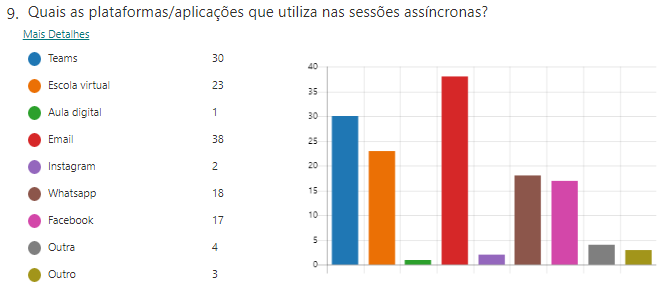 9. Quais as plataformas/aplicações que utiliza nas sessões assíncronas?
Mais Detalhes
Teams 30
Escola virtual 23
Aula digital 1
Email 38
Instagram 2
Whatsapp 18
Facebook 17
Outra 4
Outro 3
40
35
30
25
20
15
10
5
0